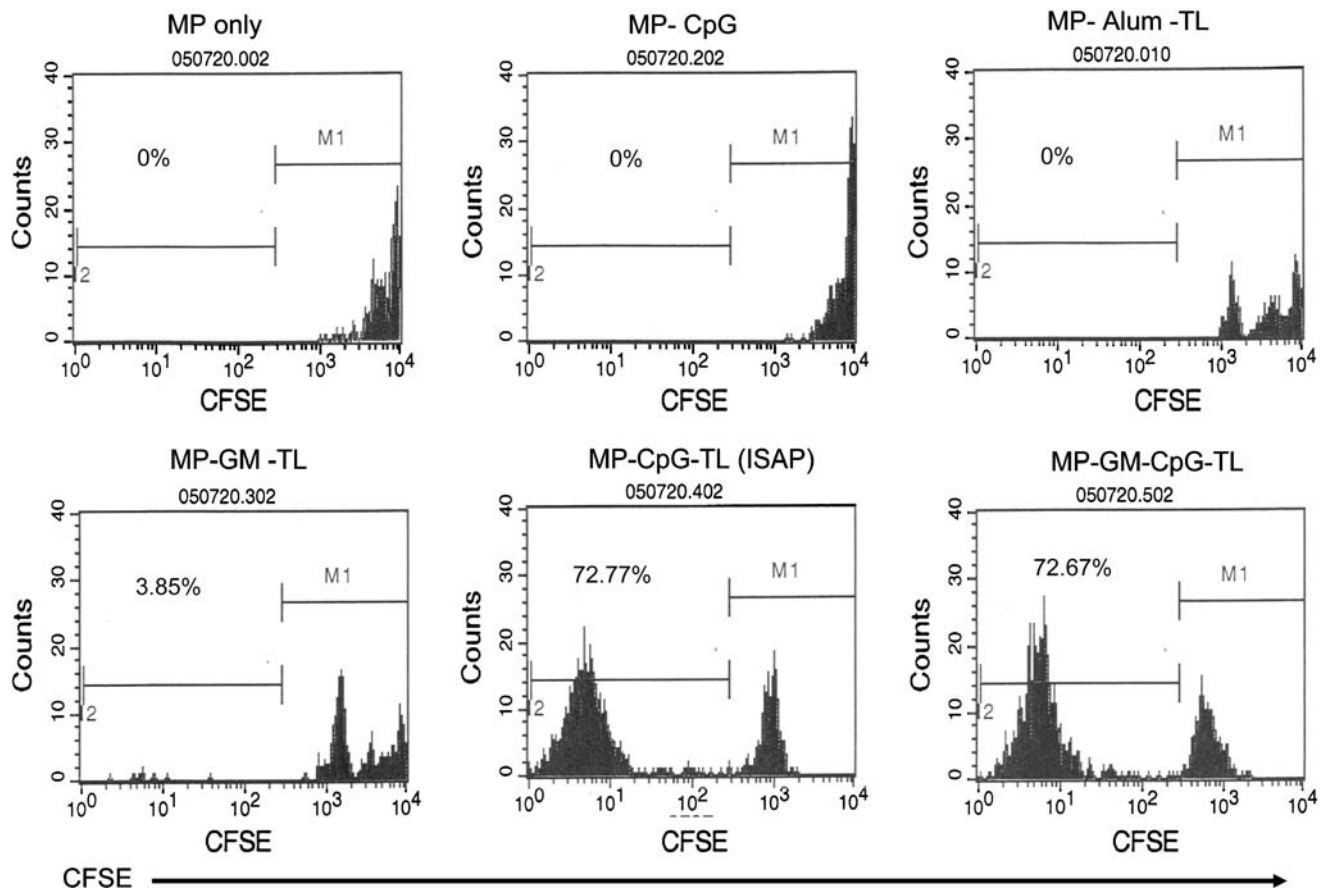 MP only
050720.002
40
30
20
10
0
Counts
0%
M1
2
10^0 10^1 10^2 10^3 10^4
CFSE
MP- CpG
050720.202
40
30
20
10
0
Counts
0%
M1
2
10^0 10^1 10^2 10^3 10^4
CFSE
MP- Alum -TL
050720.010
40
30
20
10
0
Counts
0%
M1
2
10^0 10^1 10^2 10^3 10^4
CFSE
MP-GM -TL
050720.302
40
30
20
10
0
Counts
3.85%
M1
2
10^0 10^1 10^2 10^3 10^4
CFSE
MP-CpG-TL (ISAP)
050720.402
40
30
20
10
0
Counts
72.77%
M1
2
10^0 10^1 10^2 10^3 10^4
CFSE
MP-GM-CpG-TL
050720.502
40
30
20
10
0
Counts
72.67%
M1
2
10^0 10^1 10^2 10^3 10^4
CFSE
CFSE